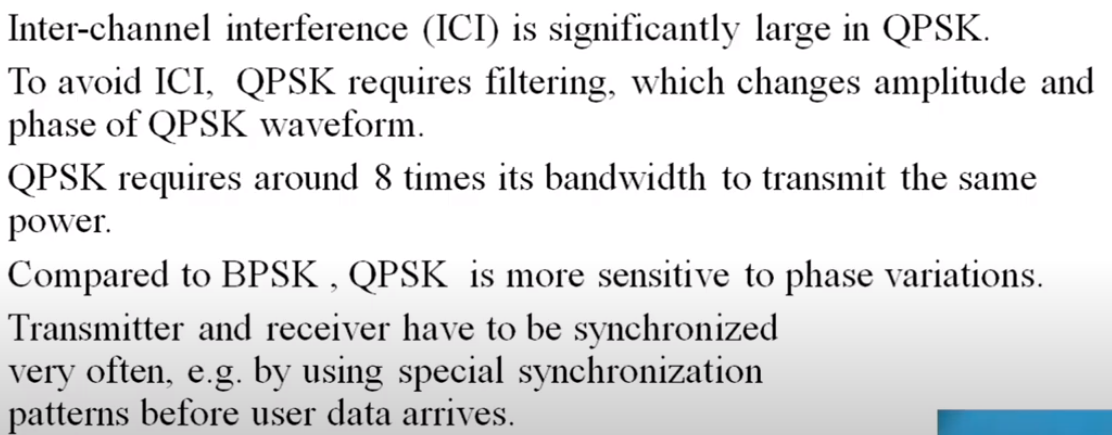 Inter-channel interference (ICI) is significantly large in QPSK.
To avoid ICI, QPSK requires filtering, which changes amplitude and
phase of QPSK waveform.
QPSK requires around 8 times its bandwidth to transmit the same
power.
Compared to BPSK , QPSK is more sensitive to phase variations.
Transmitter and receiver have to be synchronized
very often, e.g. by using special synchronization
patterns before user data arrives.